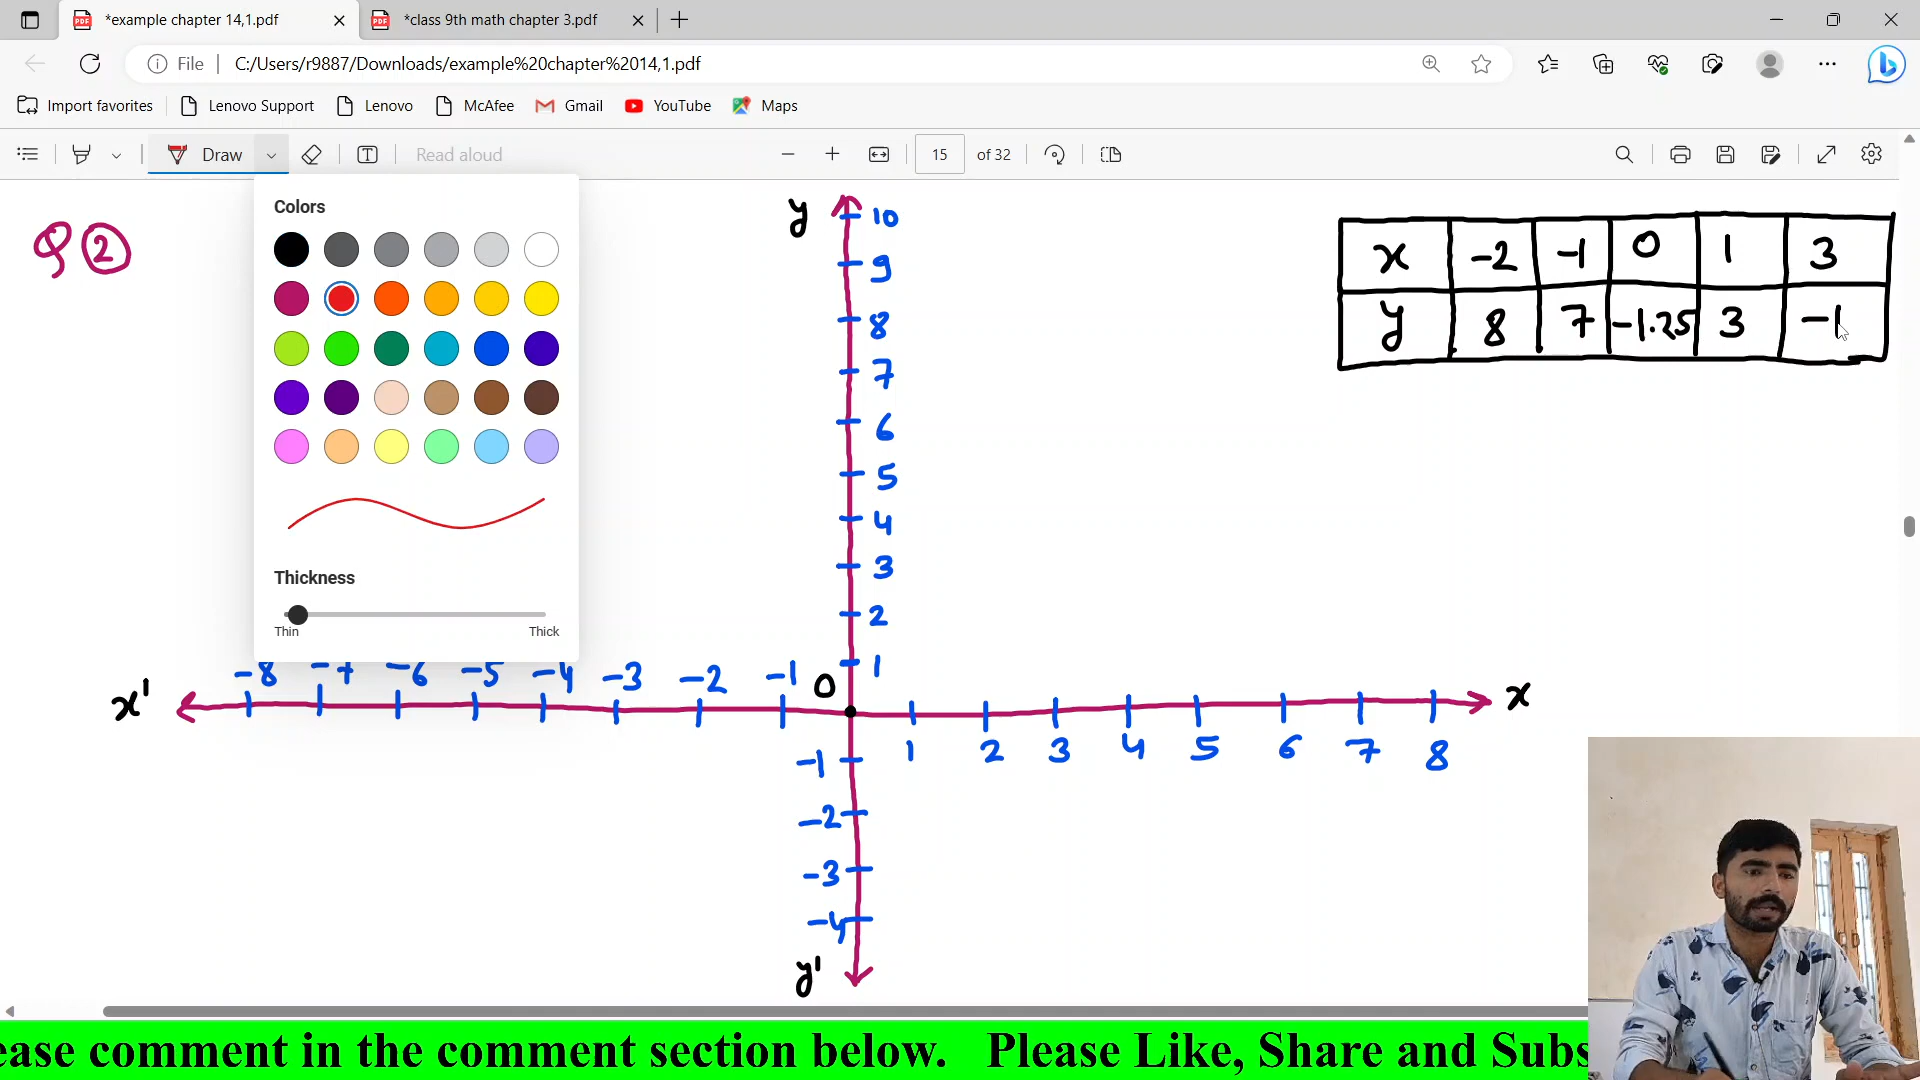 *example chapter 14,1.pdf
*class 9th math chapter 3.pdf
File
C:/Users/r9887/Downloads/example%20chapter%2014,1.pdf
Import favorites
Lenovo Support
Lenovo
McAfee
Gmail
YouTube
Maps
Draw
Read aloud
15 of 32
Colors
Thickness
Thin
Thick
Q 2
y
10
9
8
7
6
5
4
3
2
1
x -2 -1 0 1 3
y 8 7 -1.25 3 -1
x' -8 -7 -6 -5 -4 -3 -2 -1 0 x
1 2 3 4 5 6 7 8
-1
-2
-3
-4
y'
ease comment in the comment section below. Please Like, Share and Subs